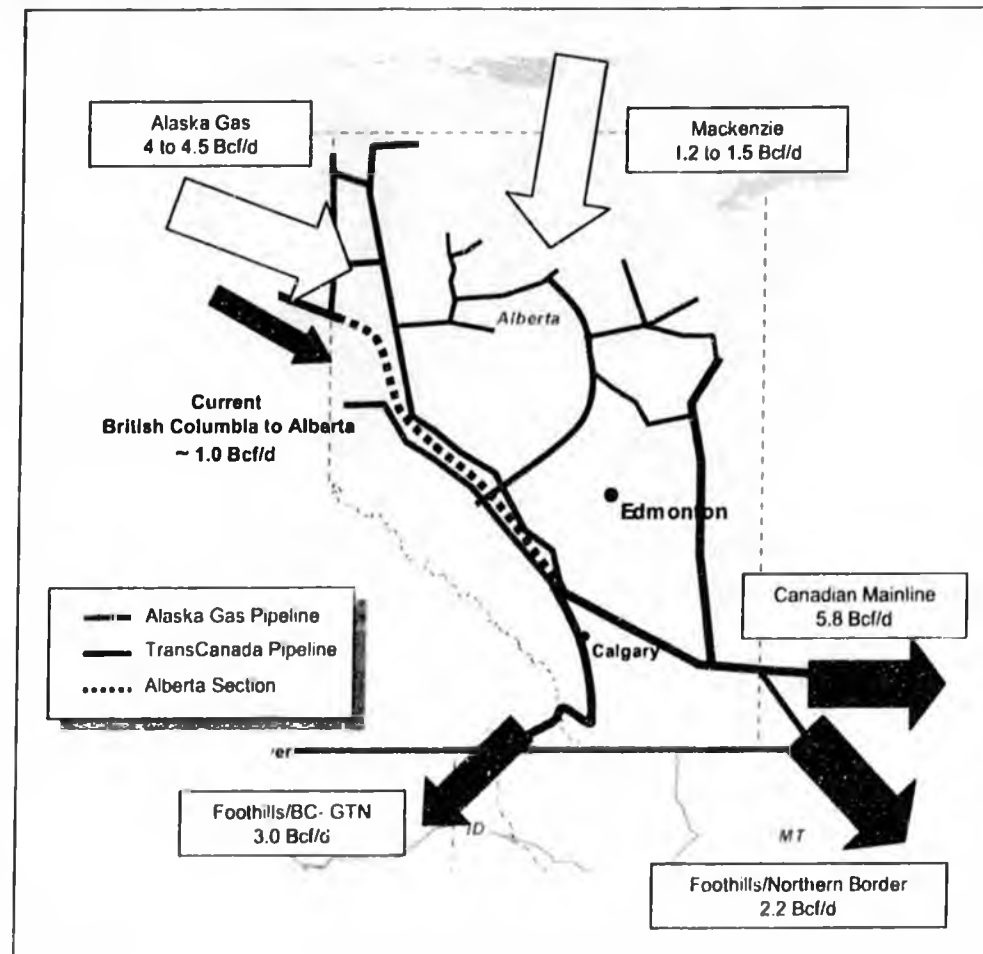 Alaska Gas
4 to 4.5 Bcf/d
Mackenzie
1.2 to 1.5 Bcf/d
Alberta
Current
British Columbia to Alberta
~ 1.0 Bcf/d
Edmonton
Alaska Gas Pipeline
TransCanada Pipeline
Alberta Section
Canadian Mainline
5.8 Bcf/d
Calgary
'er
Foothills/BC- GTN
3.0 Bcf/d
ID
MT
Foothills/Northern Border
2.2 Bcf/d